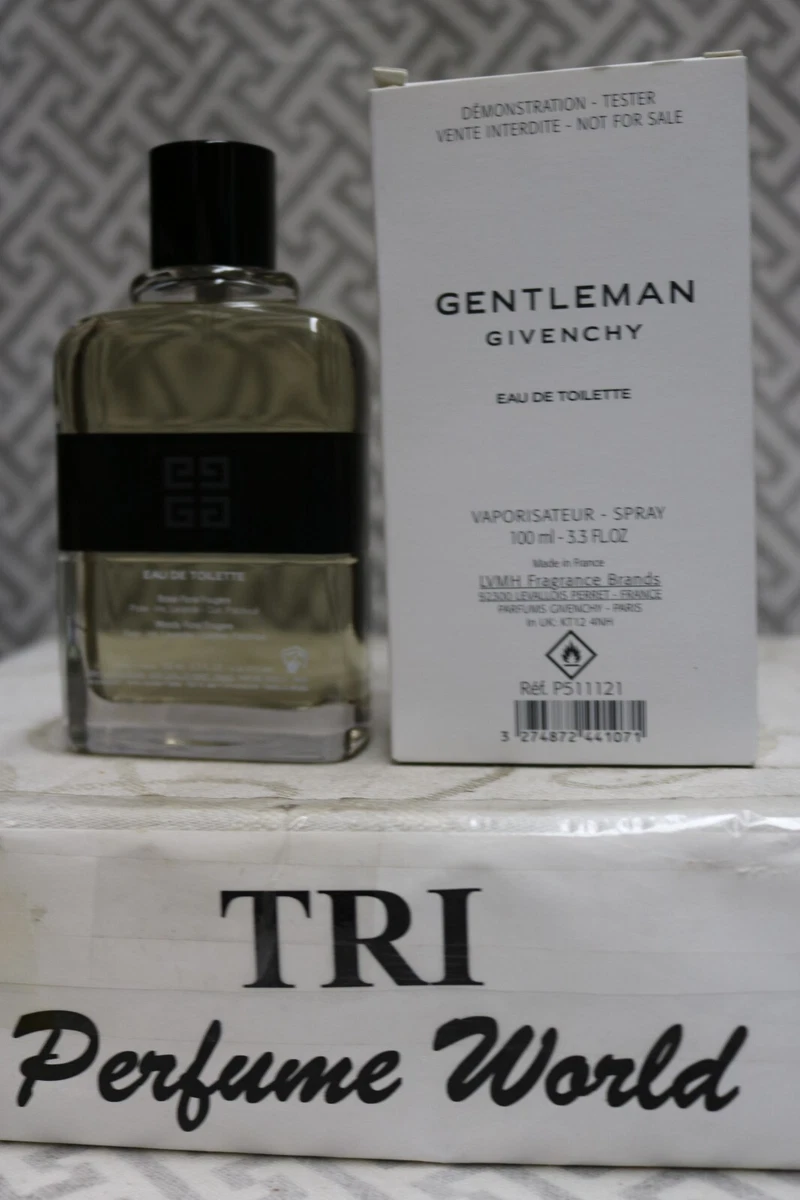 DÉMONSTRATION - TESTER
VENTE INTERDITE - NOT FOR SALE
GENTLEMAN
GIVENCHY
EAU DE TOILETTE
VAPORISATEUR - SPRAY
100 ml - 3.3 FL.OZ
Made in France
LVMH Fragrance Brands
92300 LEVALLOIS PERRET - FRANCE
PARFUMS GIVENCHY - PARIS
In UK: KT12 4NH
Réf. P511121
3 274872 441071
EAU DE TOILETTE
TRI
Perfume World